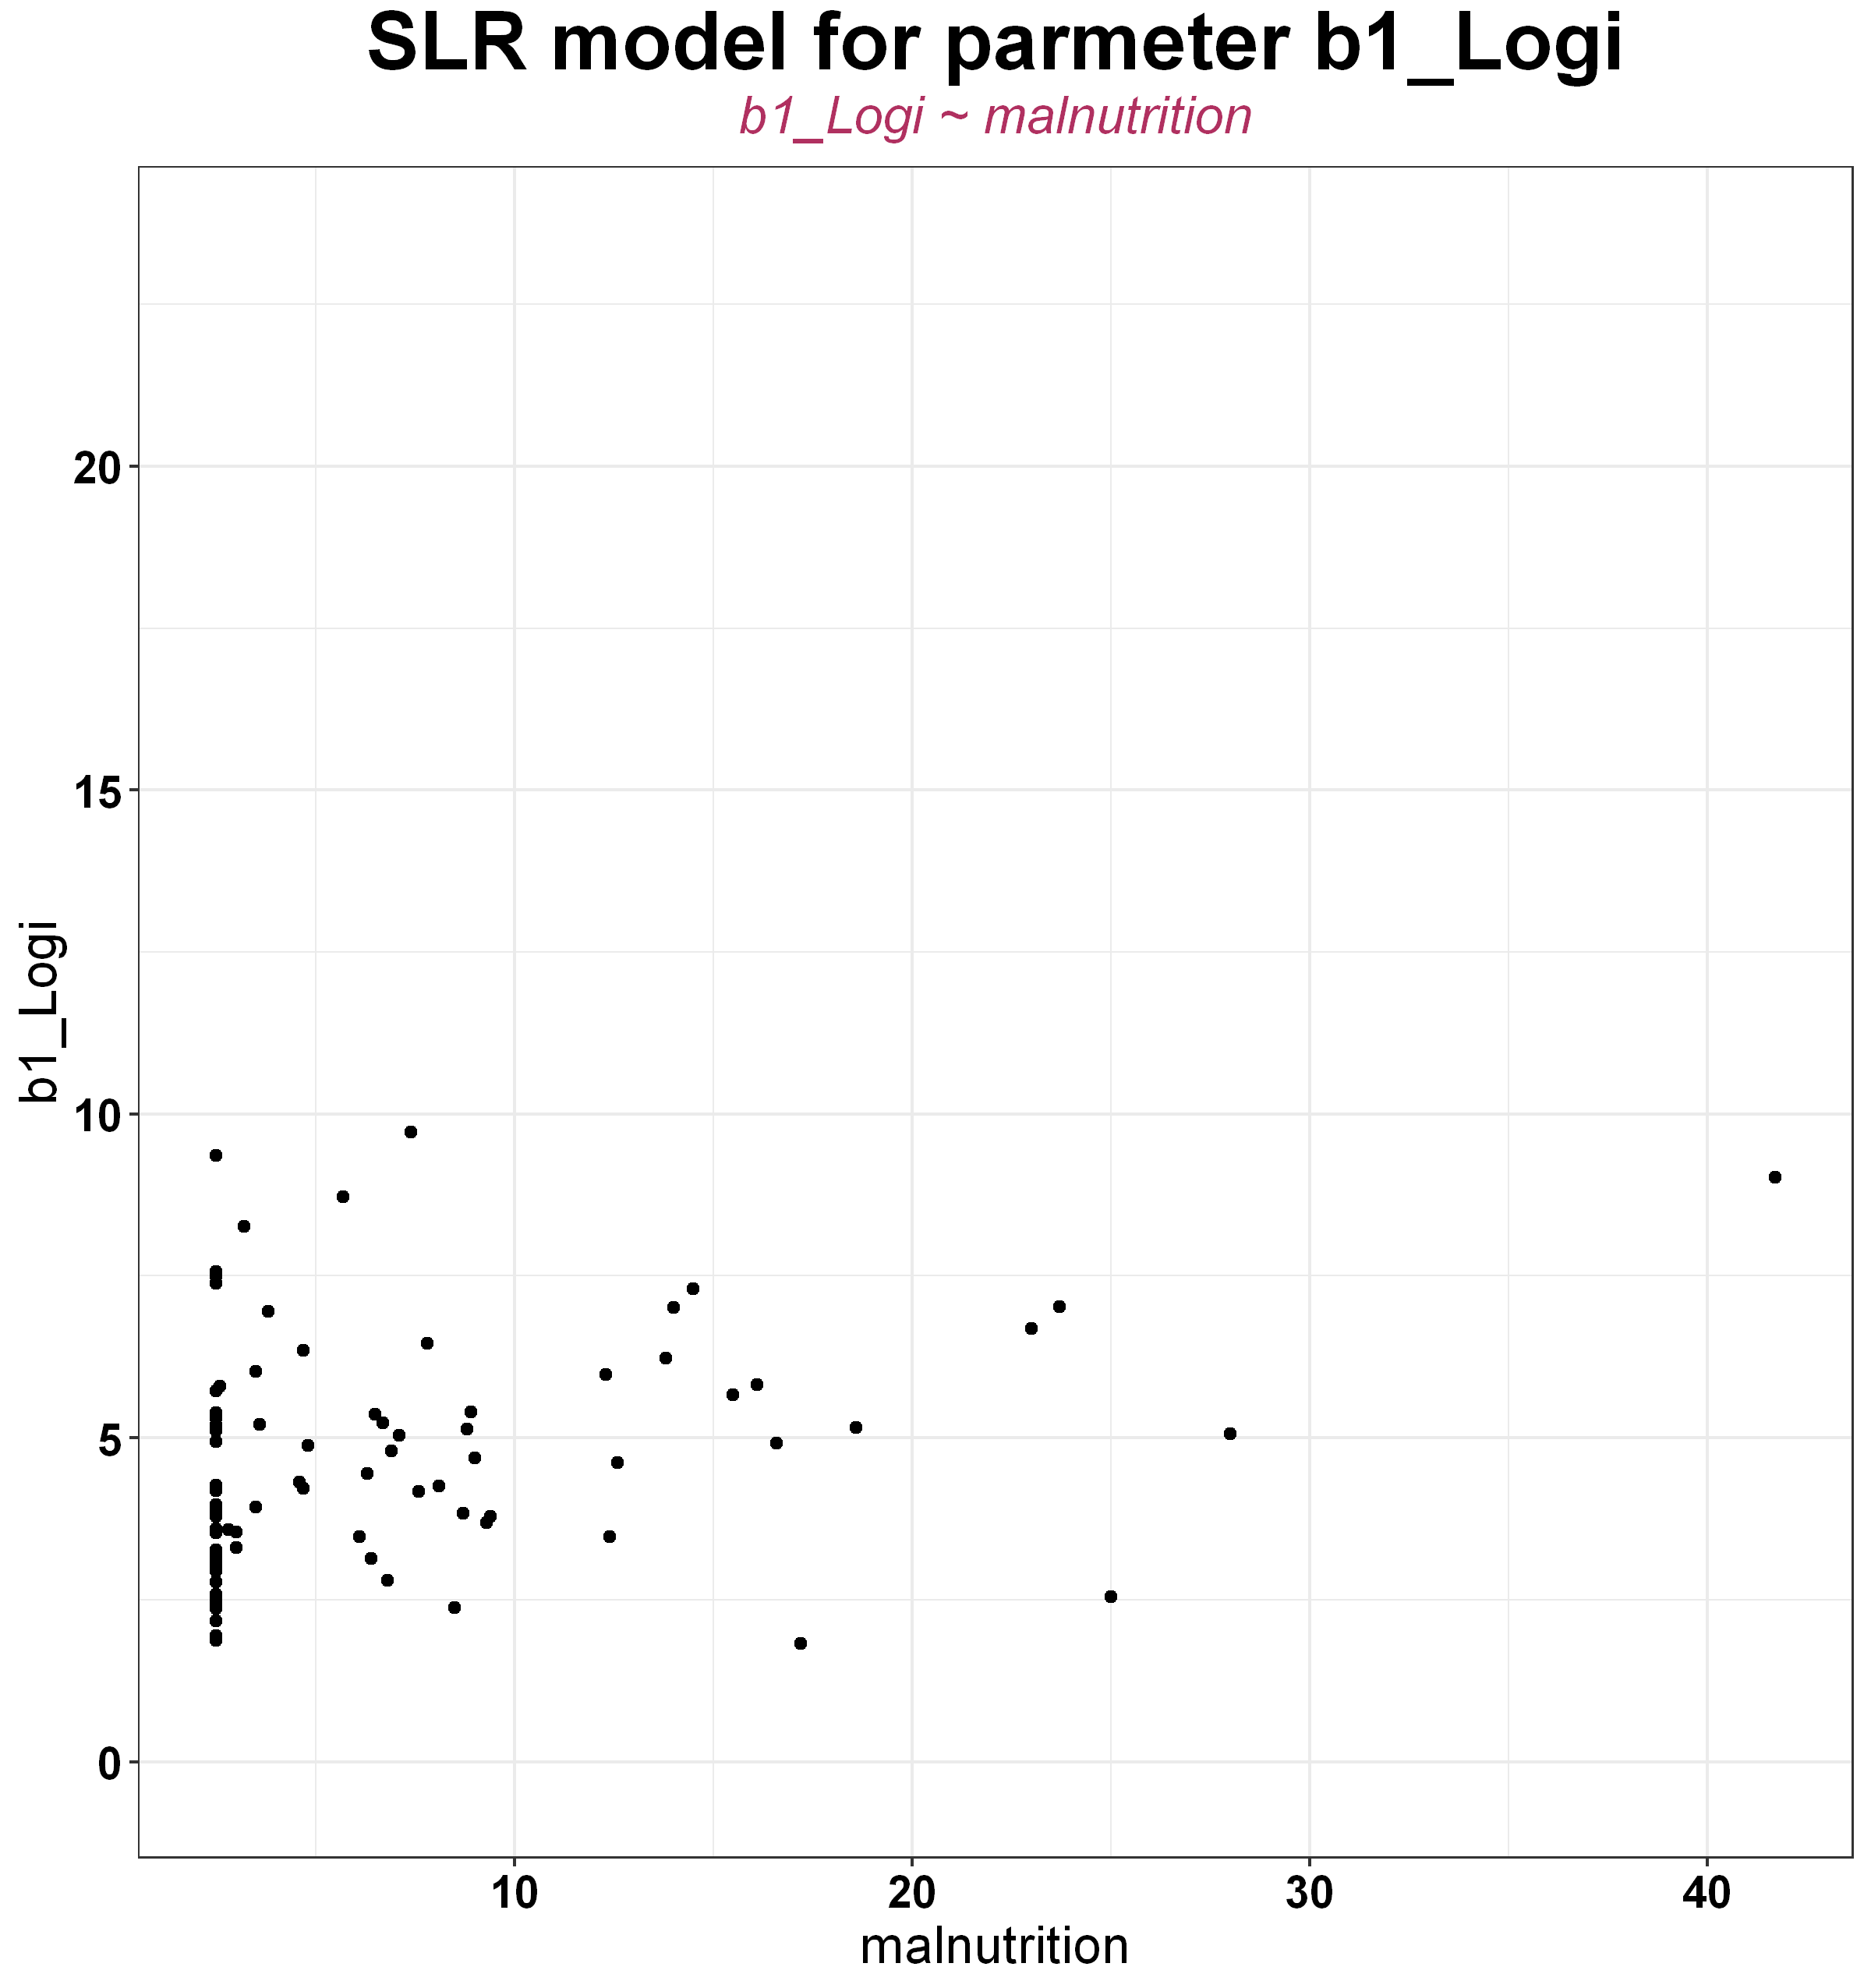 SLR model for parmeter b1_Logi
b1_Logi ~ malnutrition
20
15
10
5
0
b1_Logi
10 20 30 40
malnutrition